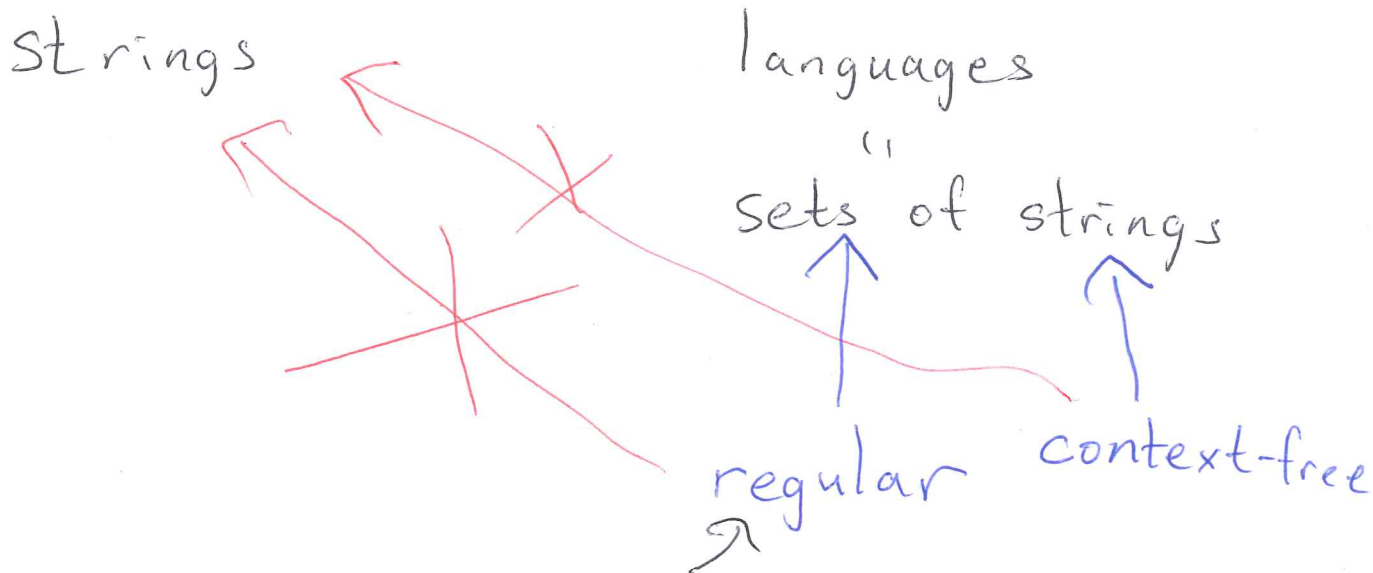 strings
languages
"
sets of strings
regular
context-free